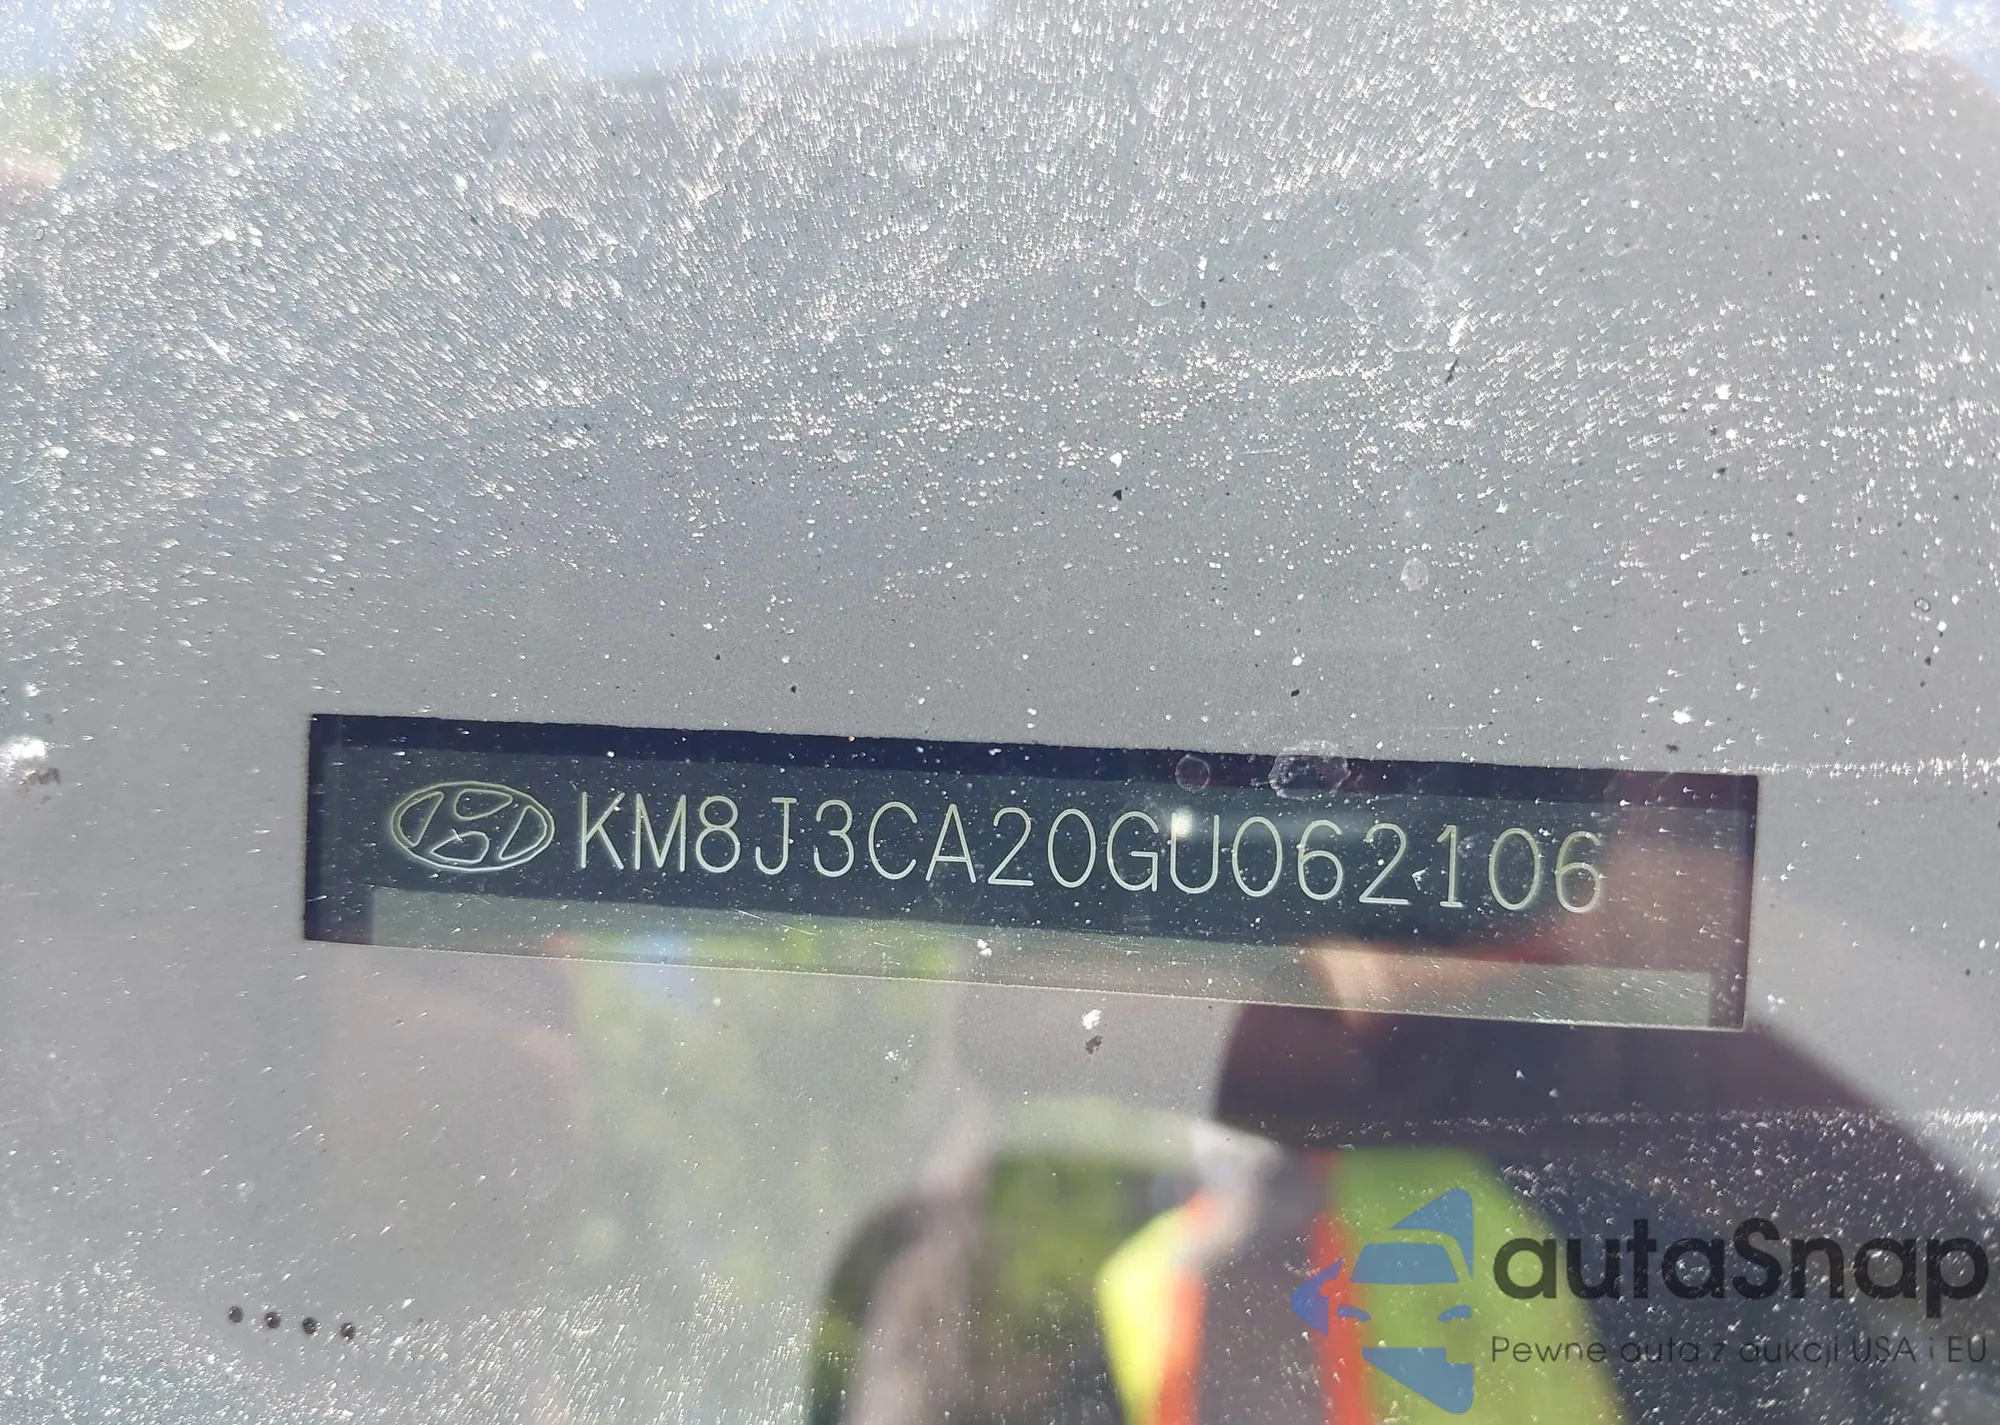 KM8J3CA20GU062106
autaSnap
Pewne auta z aukcji USA i EU